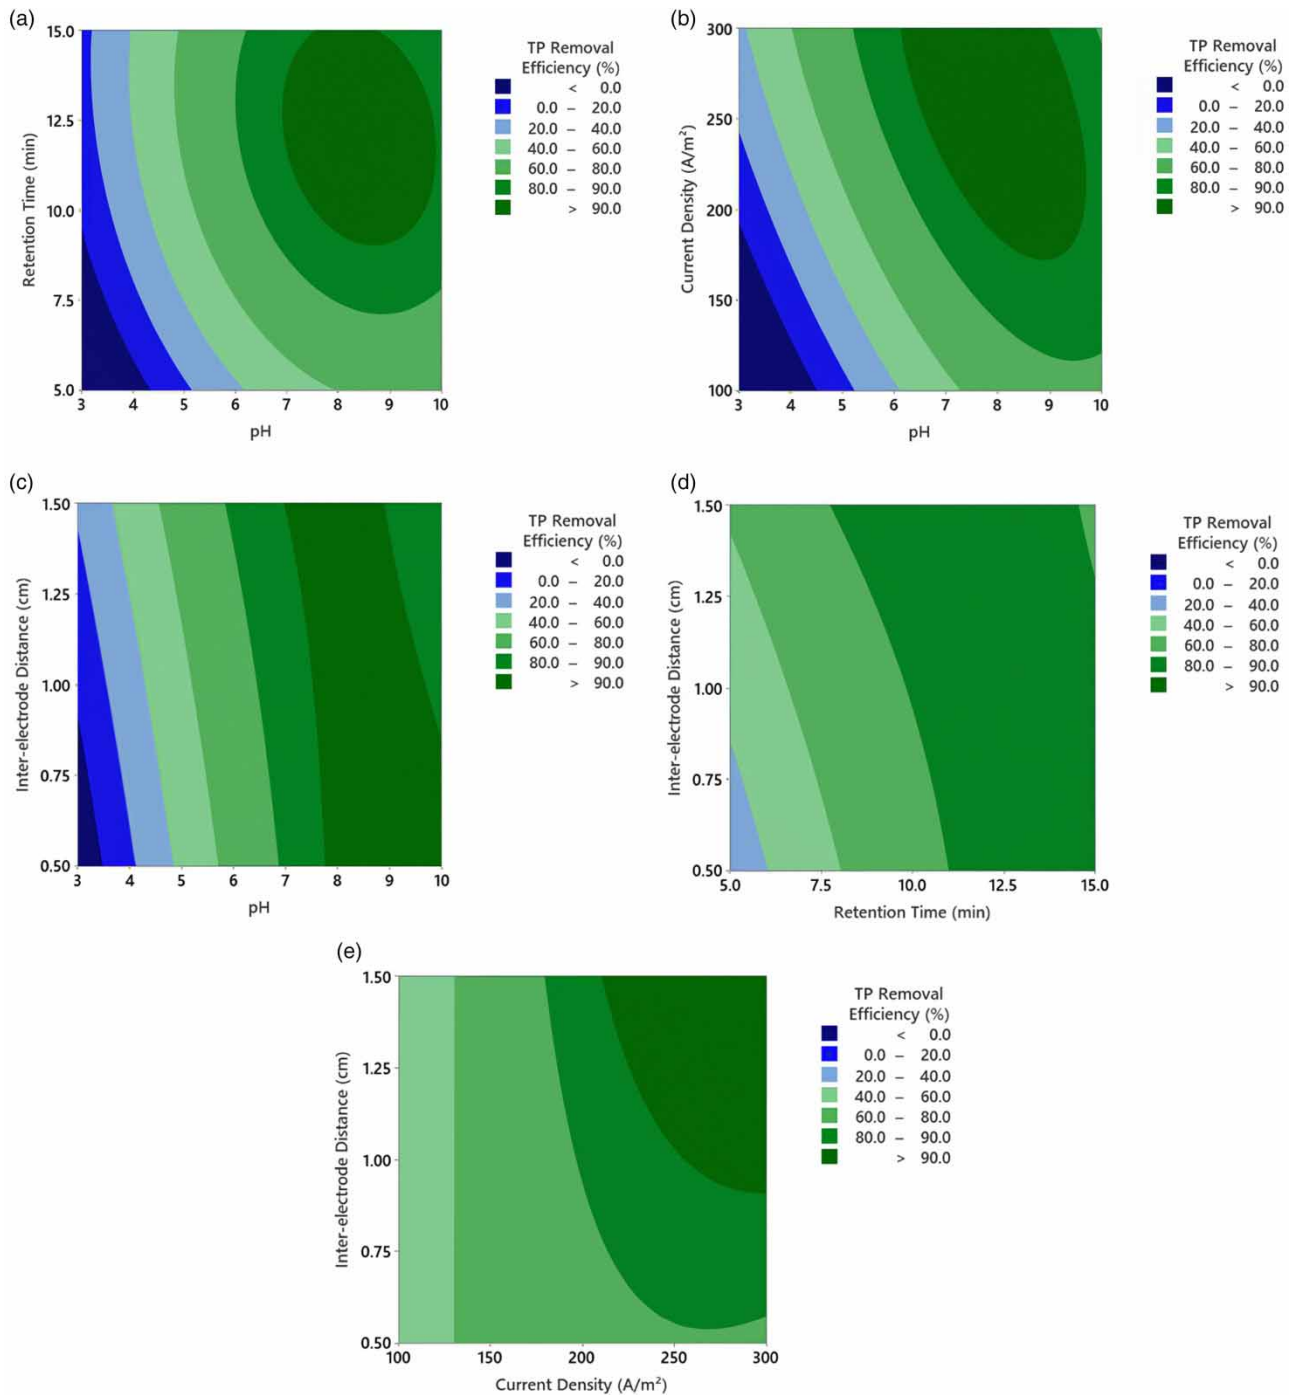 (a)
15.0
12.5
10.0
7.5
5.0
Retention Time (min)
3 4 5 6 7 8 9 10
pH
TP Removal
Efficiency (%)
< 0.0
0.0 – 20.0
20.0 – 40.0
40.0 – 60.0
60.0 – 80.0
80.0 – 90.0
> 90.0
(b)
300
250
200
150
100
Current Density (A/m²)
3 4 5 6 7 8 9 10
pH
TP Removal
Efficiency (%)
< 0.0
0.0 – 20.0
20.0 – 40.0
40.0 – 60.0
60.0 – 80.0
80.0 – 90.0
> 90.0
(c)
1.50
1.25
1.00
0.75
0.50
Inter-electrode Distance (cm)
3 4 5 6 7 8 9 10
pH
TP Removal
Efficiency (%)
< 0.0
0.0 – 20.0
20.0 – 40.0
40.0 – 60.0
60.0 – 80.0
80.0 – 90.0
> 90.0
(d)
1.50
1.25
1.00
0.75
0.50
Inter-electrode Distance (cm)
5.0 7.5 10.0 12.5 15.0
Retention Time (min)
TP Removal
Efficiency (%)
< 0.0
0.0 – 20.0
20.0 – 40.0
40.0 – 60.0
60.0 – 80.0
80.0 – 90.0
> 90.0
(e)
1.50
1.25
1.00
0.75
0.50
Inter-electrode Distance (cm)
100 150 200 250 300
Current Density (A/m²)
TP Removal
Efficiency (%)
< 0.0
0.0 – 20.0
20.0 – 40.0
40.0 – 60.0
60.0 – 80.0
80.0 – 90.0
> 90.0